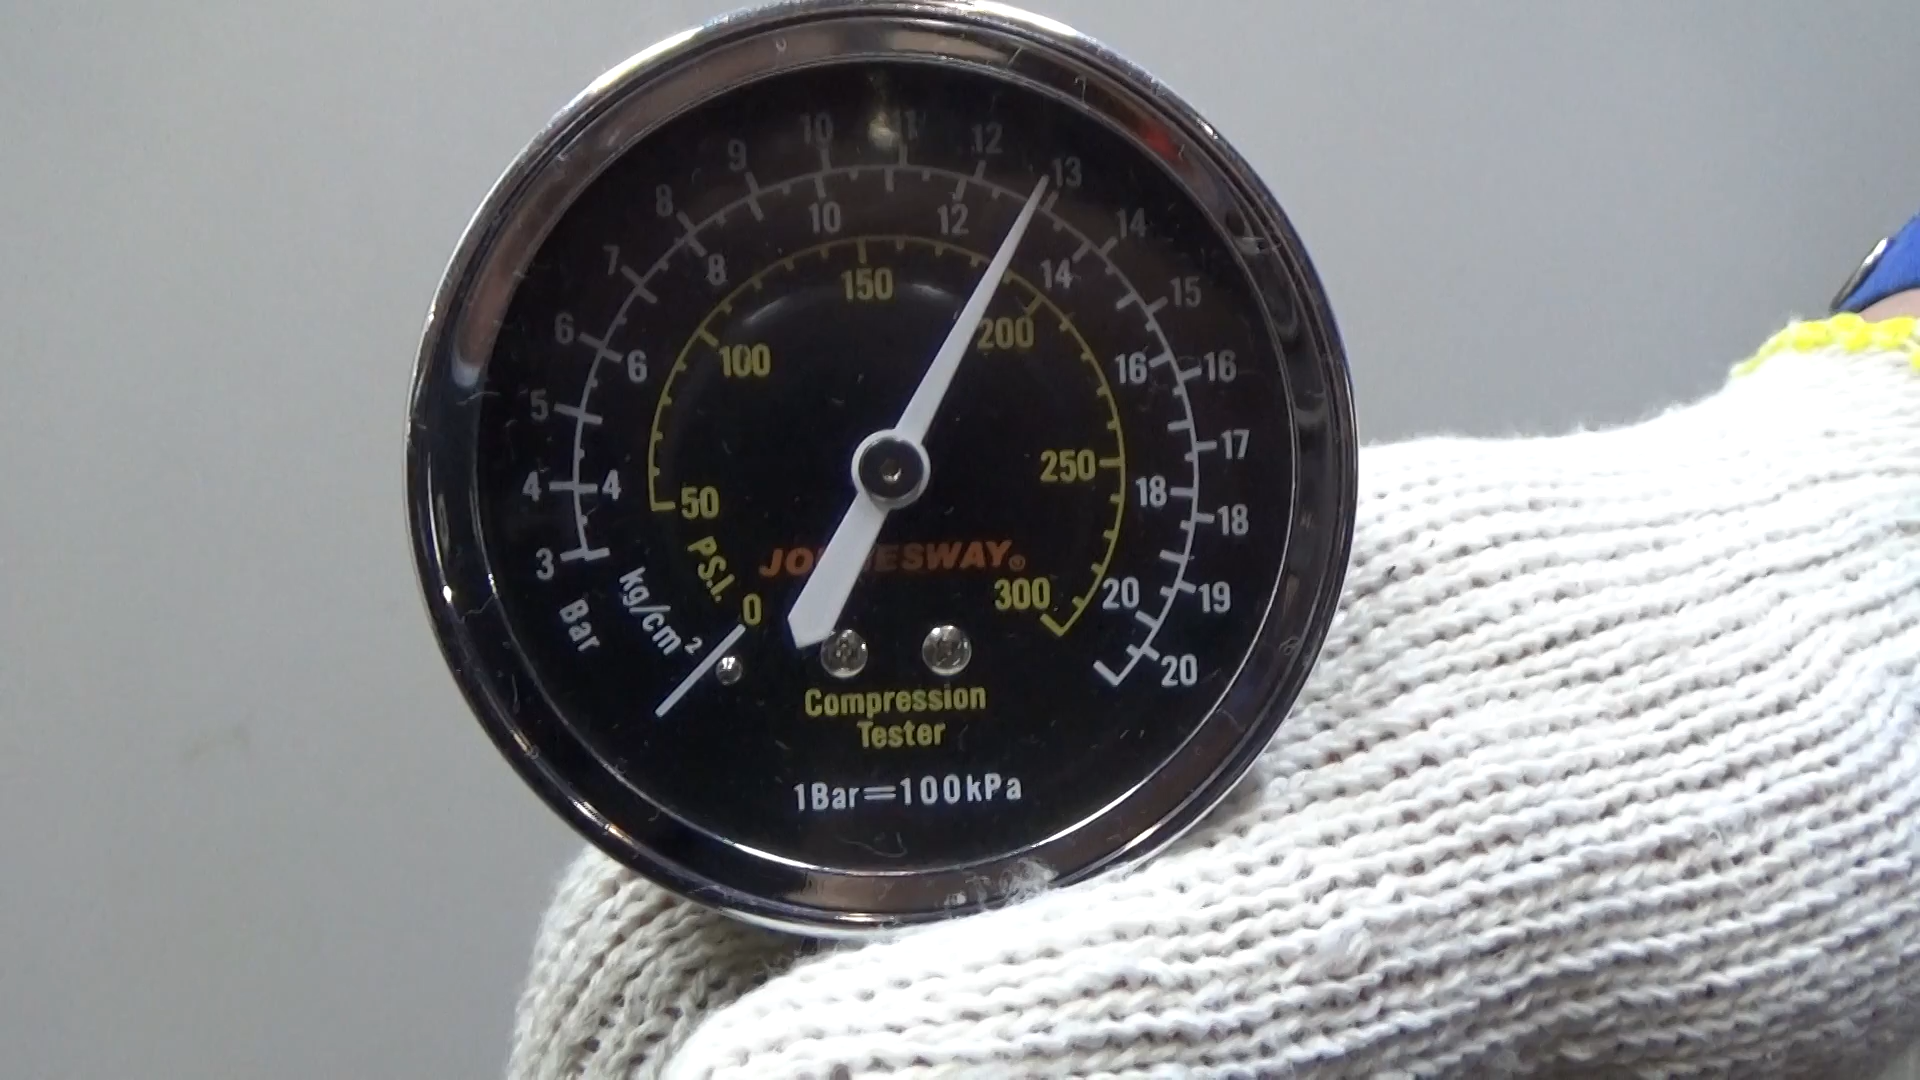 3 4 5 6 7 8 9 10 11 12 13 14 15 16 17 18 19 20
Bar
4 6 8 10 12 14 16 18 20
kg/cm²
0 50 100 150 200 250 300
P.S.I.
JONNESWAY®
Compression
Tester
1Bar=100kPa